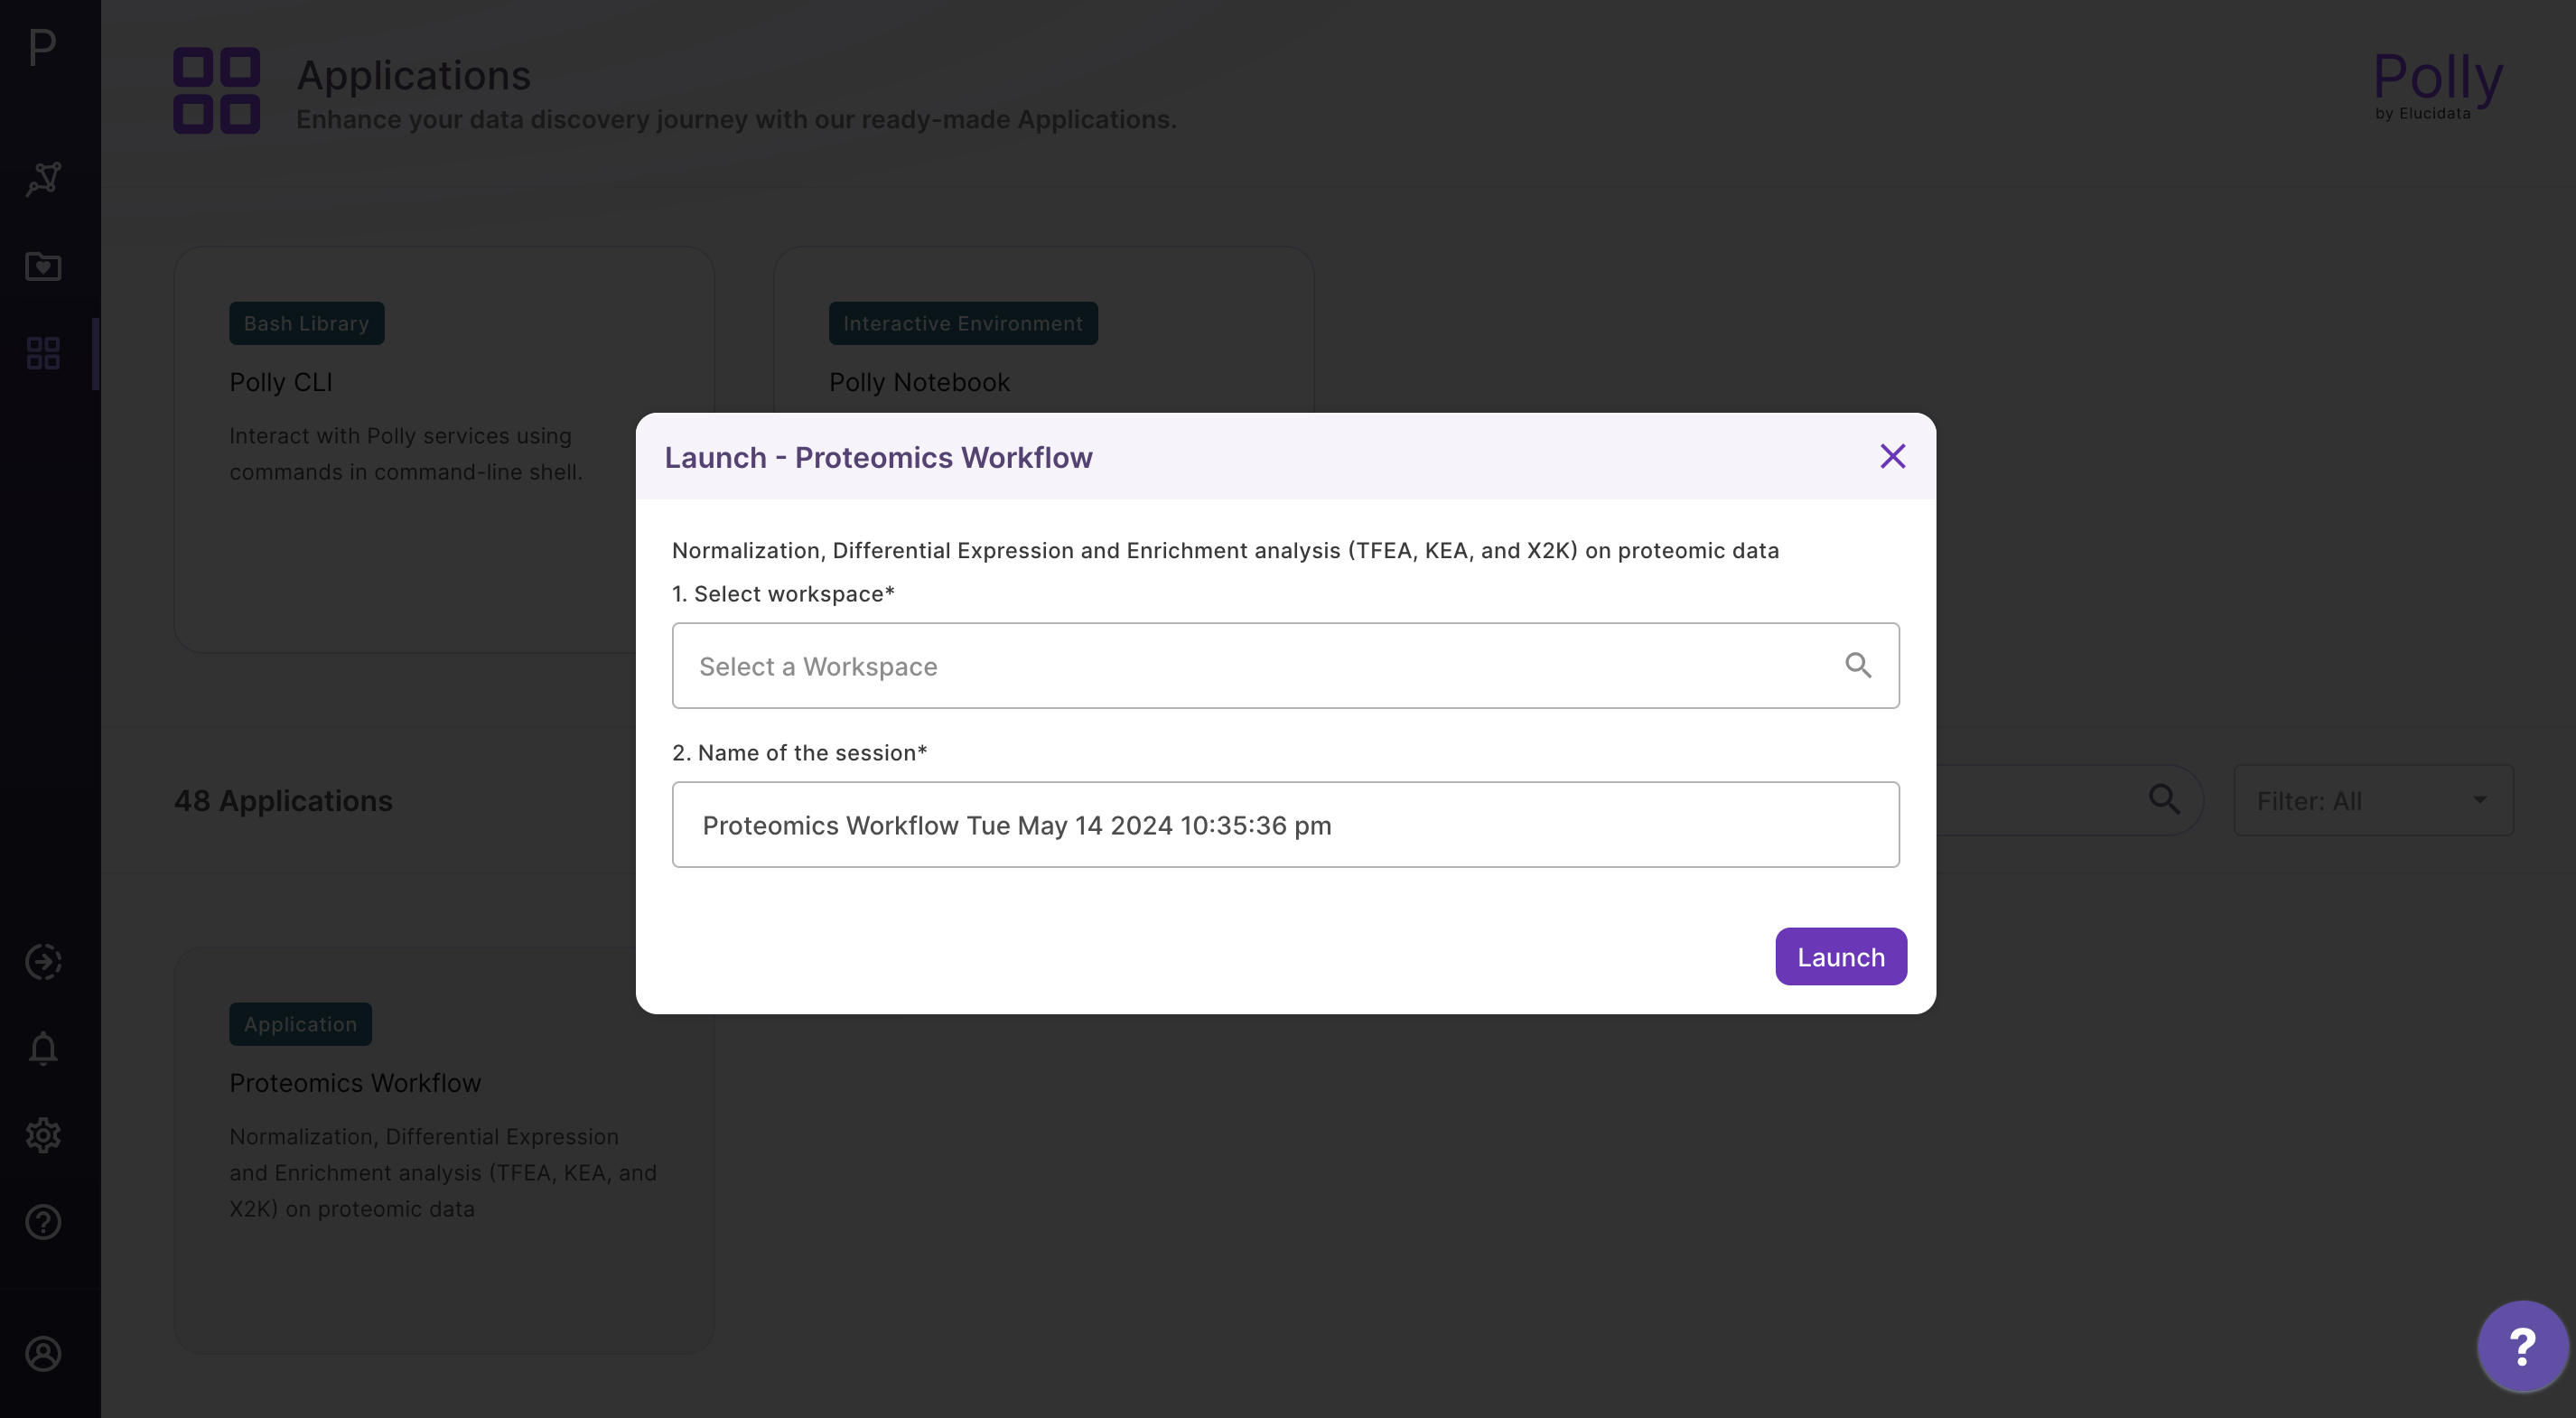 P
Applications
Enhance your data discovery journey with our ready-made Applications.
Polly
by Elucidata
Bash Library
Polly CLI
Interact with Polly services using
commands in command-line shell.
Interactive Environment
Polly Notebook
Launch - Proteomics Workflow
Normalization, Differential Expression and Enrichment analysis (TFEA, KEA, and X2K) on proteomic data
1. Select workspace*
Select a Workspace
2. Name of the session*
Proteomics Workflow Tue May 14 2024 10:35:36 pm
Launch
48 Applications
Filter: All
Application
Proteomics Workflow
Normalization, Differential Expression
and Enrichment analysis (TFEA, KEA, and
X2K) on proteomic data
?